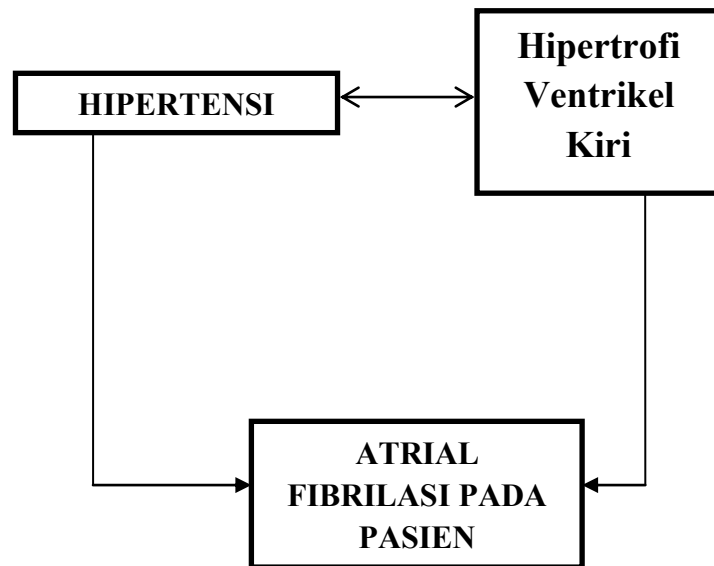 HIPERTENSI
Hipertrofi
Ventrikel
Kiri
ATRIAL
FIBRILASI PADA
PASIEN